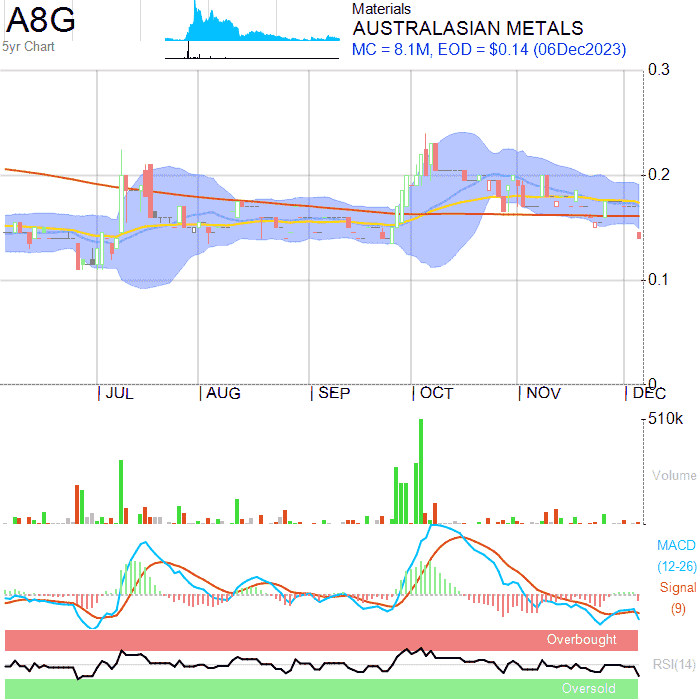 A8G
5yr Chart
Materials
AUSTRALASIAN METALS
MC = 8.1M, EOD = $0.14 (06Dec2023)
0.3
0.2
0.1
0
JUL
AUG
SEP
OCT
NOV
DEC
510k
Volume
MACD
(12-26)
Signal
(9)
Overbought
RSI(14)
Oversold